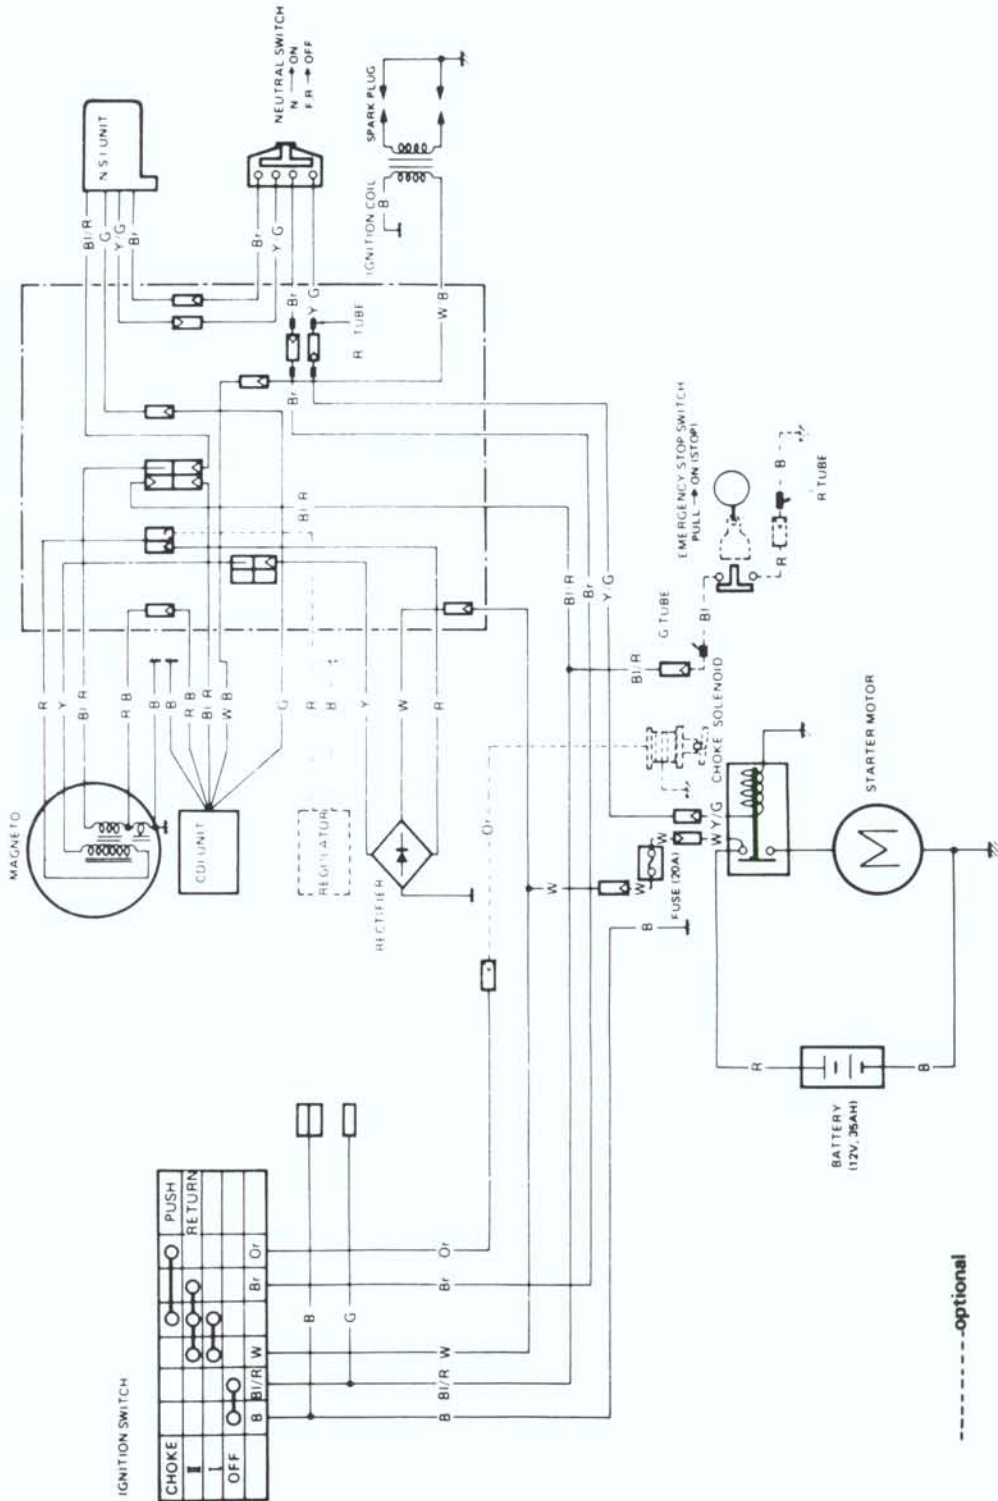 MAGNETO
CDI UNIT
REGULATOR
RECTIFIER
NSI UNIT
NEUTRAL SWITCH
N → ON
F.R → OFF
SPARK PLUG
IGNITION COIL
B
W B
Bl/R
G
Y/G
Br
Br
Y/G
Br
Y/G
R TUBE
Br
R
Y
Bl R
R B
B
B
R B
Bl R
W B
G
R
B
Y
W
R
Bl R
Bl/R
Br
Y/G
EMERGENCY STOP SWITCH
PULL → ON (STOP)
R TUBE
B
R
Bl
G TUBE
Bl/R
CHOKE SOLENOID
Or
W
W
W
Y/G
FUSE (20A)
B
STARTER MOTOR
M
R
B
BATTERY
(12V, 35AH)
IGNITION SWITCH
CHOKE
PUSH
II
RETURN
I
OFF
B
Bl/R
W
Br
Or
B
G
B
Bl/R
W
Br
Or
optional